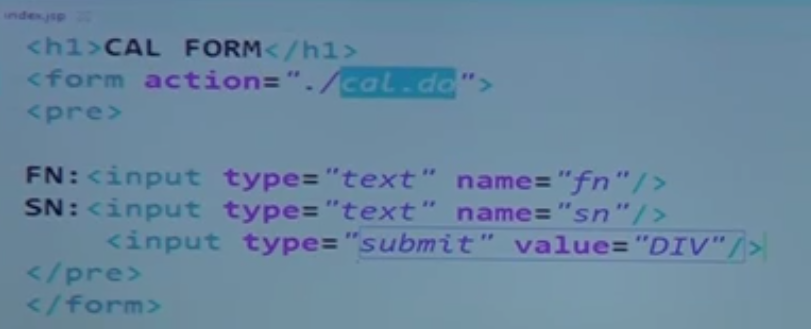 index.jsp
<h1>CAL FORM</h1>
<form action="./cal.do">
<pre>
FN:<input type="text" name="fn"/>
SN:<input type="text" name="sn"/>
<input type="submit" value="DIV"/>
</pre>
</form>